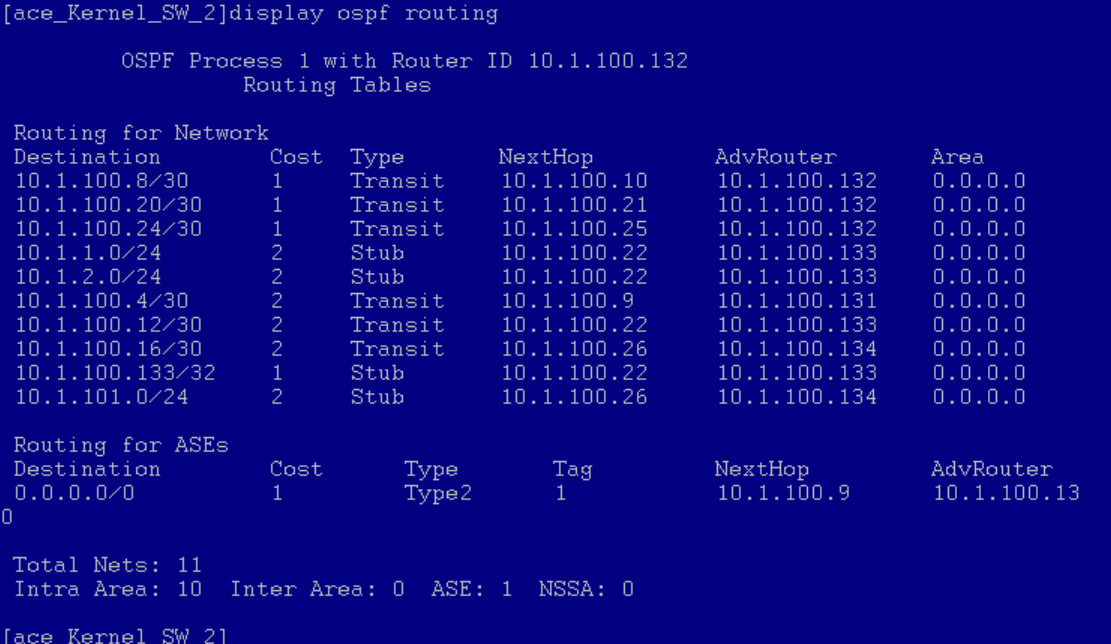 [ace_Kernel_SW_2]display ospf routing
OSPF Process 1 with Router ID 10.1.100.132
Routing Tables
Routing for Network
Destination Cost Type NextHop AdvRouter Area
10.1.100.8/30 1 Transit 10.1.100.10 10.1.100.132 0.0.0.0
10.1.100.20/30 1 Transit 10.1.100.21 10.1.100.132 0.0.0.0
10.1.100.24/30 1 Transit 10.1.100.25 10.1.100.132 0.0.0.0
10.1.1.0/24 2 Stub 10.1.100.22 10.1.100.133 0.0.0.0
10.1.2.0/24 2 Stub 10.1.100.22 10.1.100.133 0.0.0.0
10.1.100.4/30 2 Transit 10.1.100.9 10.1.100.131 0.0.0.0
10.1.100.12/30 2 Transit 10.1.100.22 10.1.100.133 0.0.0.0
10.1.100.16/30 2 Transit 10.1.100.26 10.1.100.134 0.0.0.0
10.1.100.133/32 1 Stub 10.1.100.22 10.1.100.133 0.0.0.0
10.1.101.0/24 2 Stub 10.1.100.26 10.1.100.134 0.0.0.0
Routing for ASEs
Destination Cost Type Tag NextHop AdvRouter
0.0.0.0/0 1 Type2 1 10.1.100.9 10.1.100.13
0
Total Nets: 11
Intra Area: 10 Inter Area: 0 ASE: 1 NSSA: 0
[ace_Kernel_SW_2]